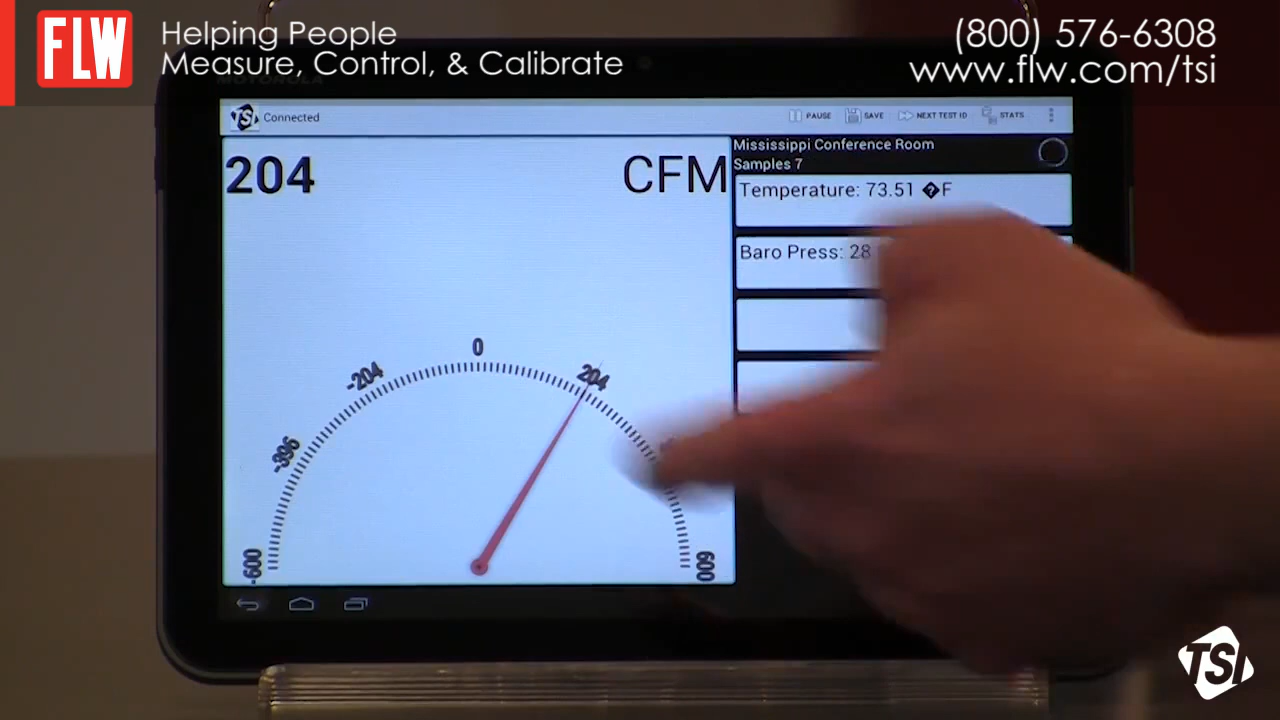 FLW
Helping People
Measure, Control, & Calibrate
(800) 576-6308
www.flw.com/tsi
MOTOROLA
TSI Connected
PAUSE SAVE NEXT TEST ID STATS
204 CFM
Mississippi Conference Room
Samples 7
Temperature: 73.51 �F
Baro Press: 28
-600
-396
-204
0
204
600
TSI